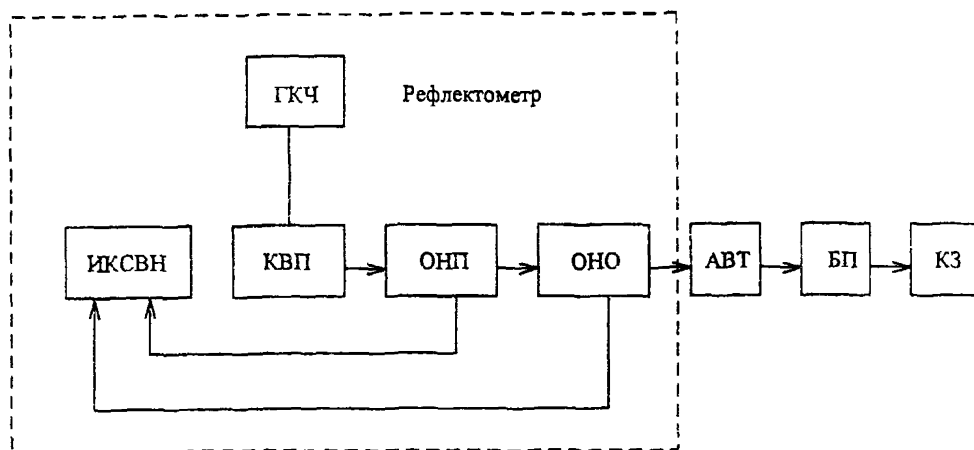 ГКЧ
Рефлектометр
ИКСВН
КВП
ОНП
ОНО
АВТ
БП
КЗ